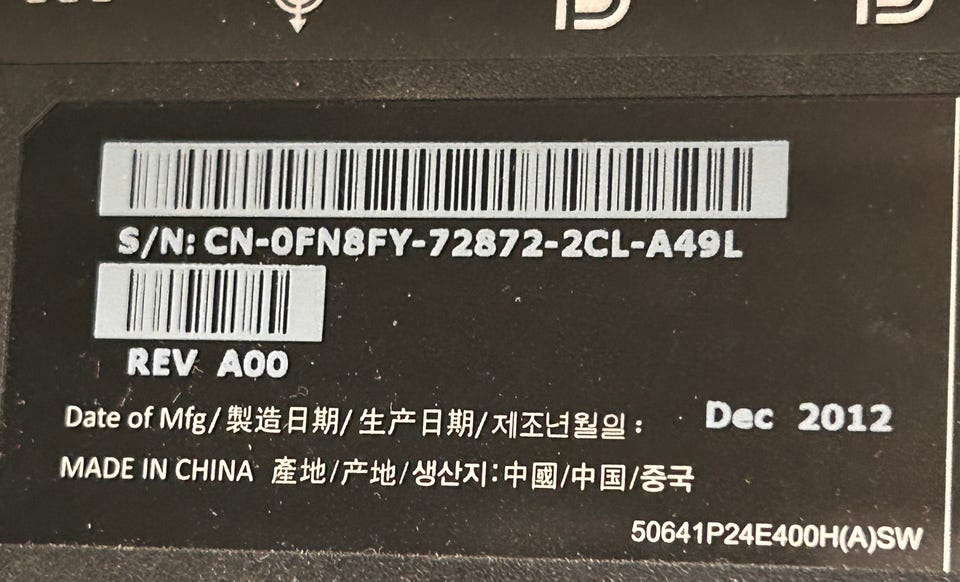 S/N: CN-0FN8FY-72872-2CL-A49L
REV A00
Date of Mfg/製造日期/生产日期/제조년월일: Dec 2012
MADE IN CHINA 產地/产地/생산지:中國/中国/중국
50641P24E400H(A)SW